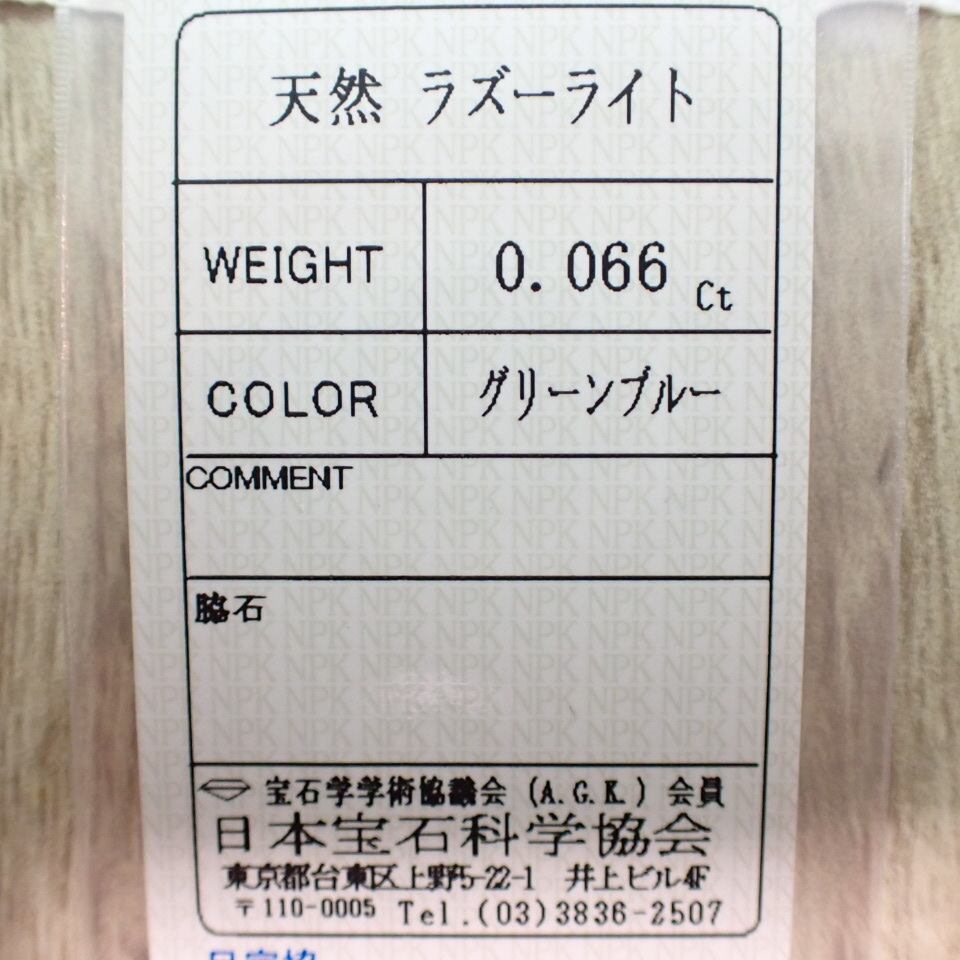 天然 ラズーライト
WEIGHT 0.066 Ct
COLOR グリーンブルー
COMMENT
脇石
宝石学学術協議会 (A.G.K.) 会員
日本宝石科学協会
東京都台東区上野5-22-1 井上ビル4F
〒110-0005 Tel.(03)3836-2507